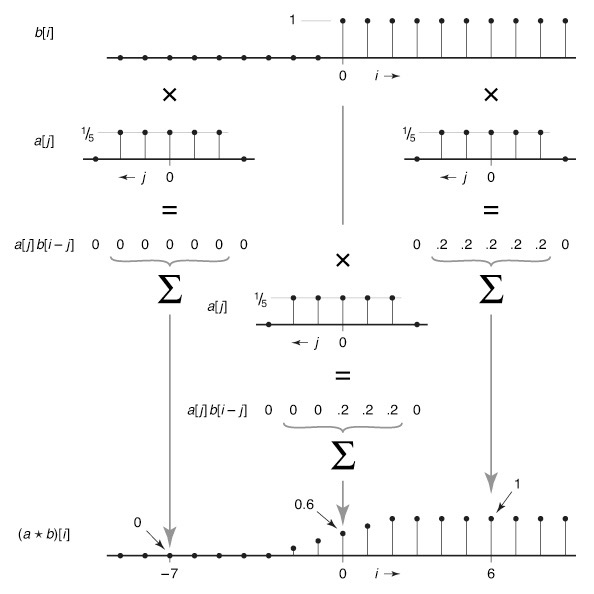 1
b[i]
0 i →
× ×
1/5 1/5
a[j]
← j 0 ← j 0
= =
a[j] b[i – j] 0 0 0 0 0 0 0 0 .2 .2 .2 .2 .2 0
×
Σ Σ
1/5
a[j]
← j 0
=
a[j] b[i – j] 0 0 0 .2 .2 .2 0
Σ
1
0.6
0
(a ⋆ b)[i]
–7 0 i → 6